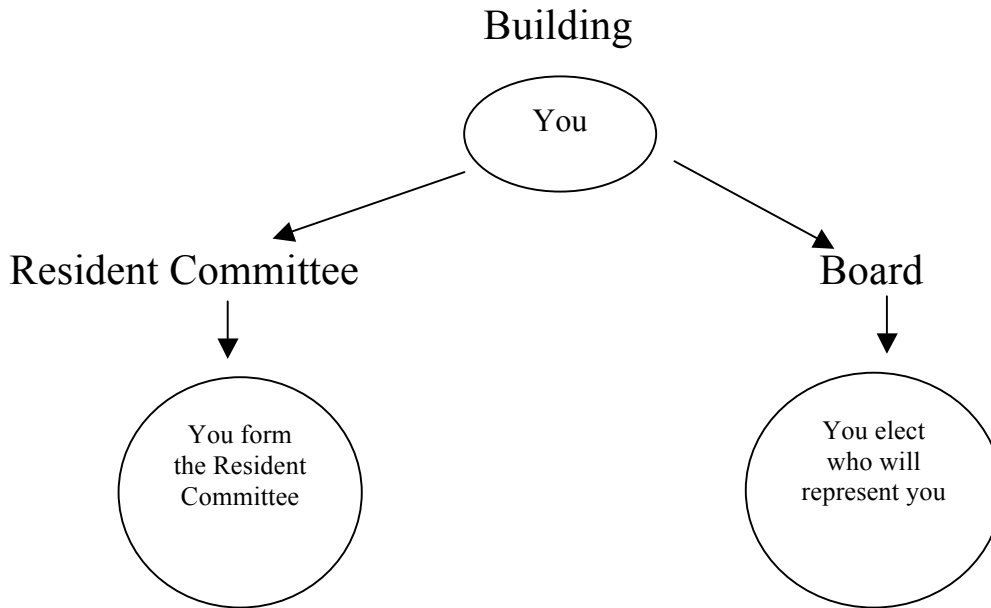 Building
You
Resident Committee
Board
You form
the Resident
Committee
You elect
who will
represent you